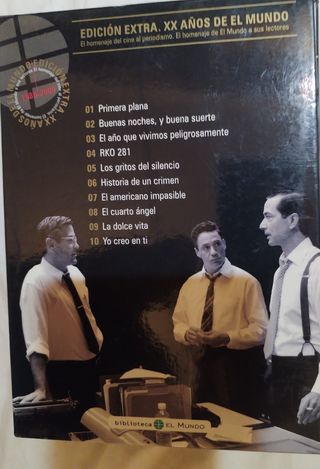 EDICIÓN EXTRA. XX AÑOS DE EL MUNDO
El homenaje del cine al periodismo. El homenaje de El Mundo a sus lectores
01 Primera plana
02 Buenas noches, y buena suerte
03 El año que vivimos peligrosamente
04 RKO 281
05 Los gritos del silencio
06 Historia de un crimen
07 El americano impasible
08 El cuarto ángel
09 La dolce vita
10 Yo creo en ti
biblioteca EL MUNDO